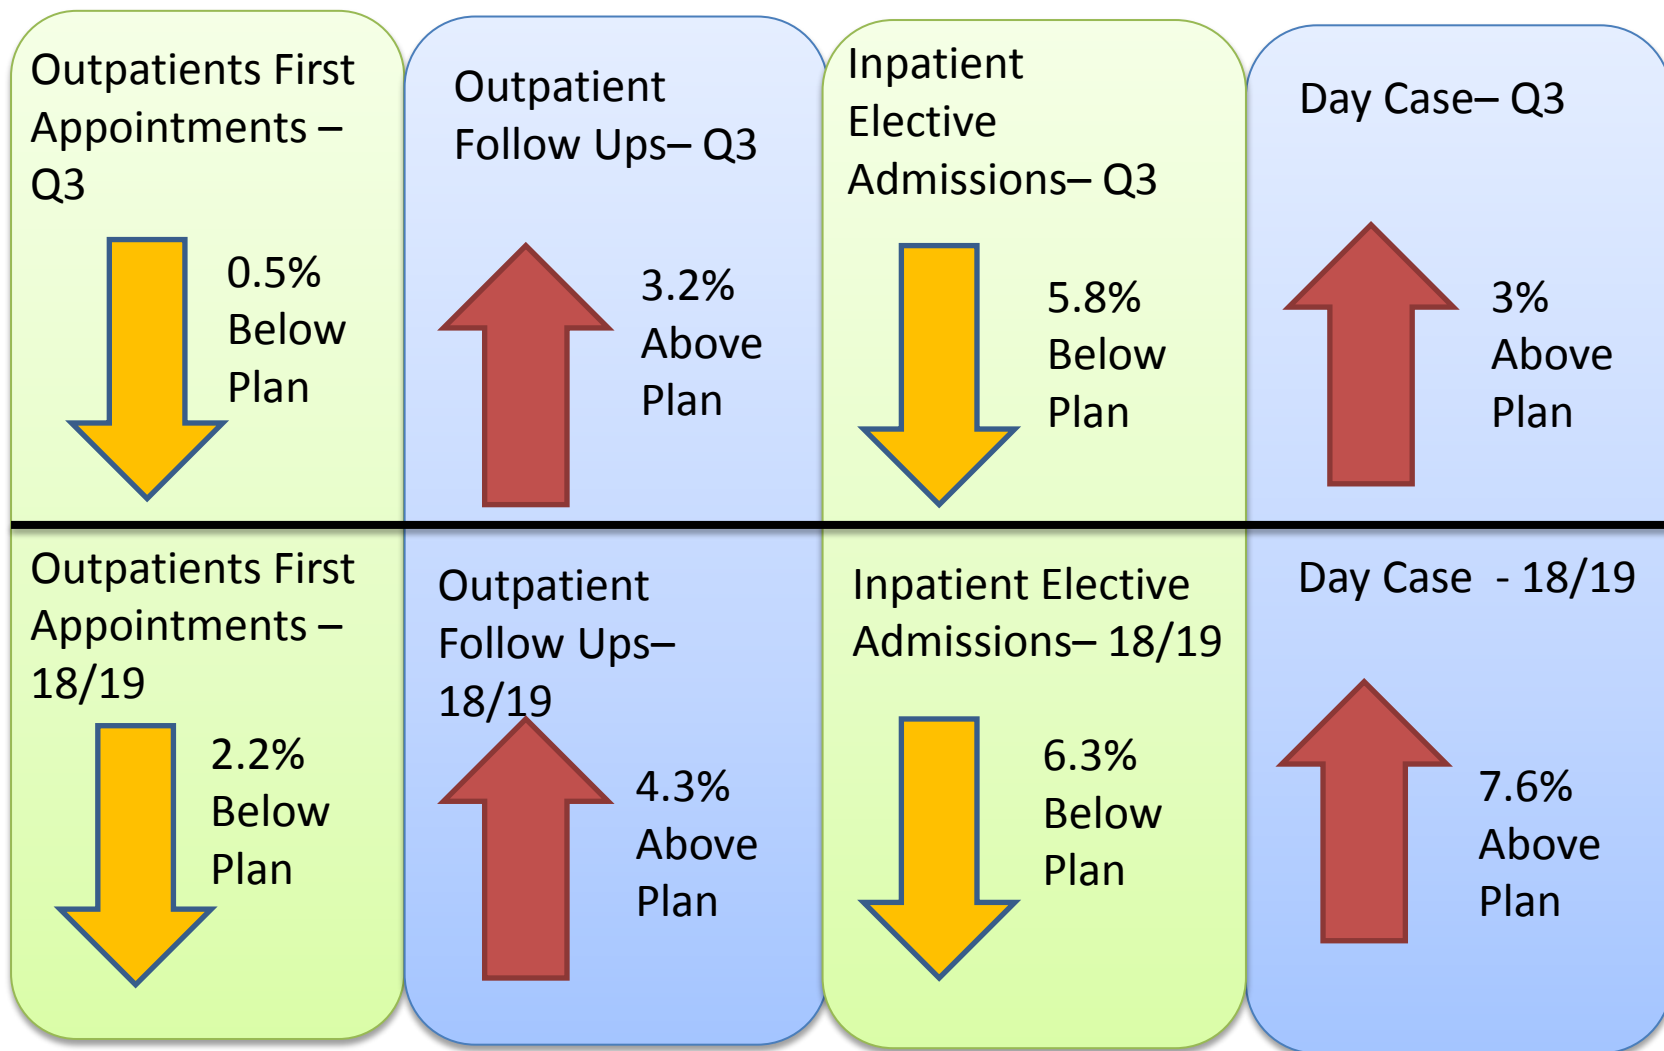 Outpatients First
Appointments –
Q3
0.5%
Below
Plan
Outpatient
Follow Ups– Q3
3.2%
Above
Plan
Inpatient
Elective
Admissions– Q3
5.8%
Below
Plan
Day Case– Q3
3%
Above
Plan
Outpatients First
Appointments –
18/19
2.2%
Below
Plan
Outpatient
Follow Ups–
18/19
4.3%
Above
Plan
Inpatient Elective
Admissions– 18/19
6.3%
Below
Plan
Day Case  - 18/19
7.6%
Above
Plan